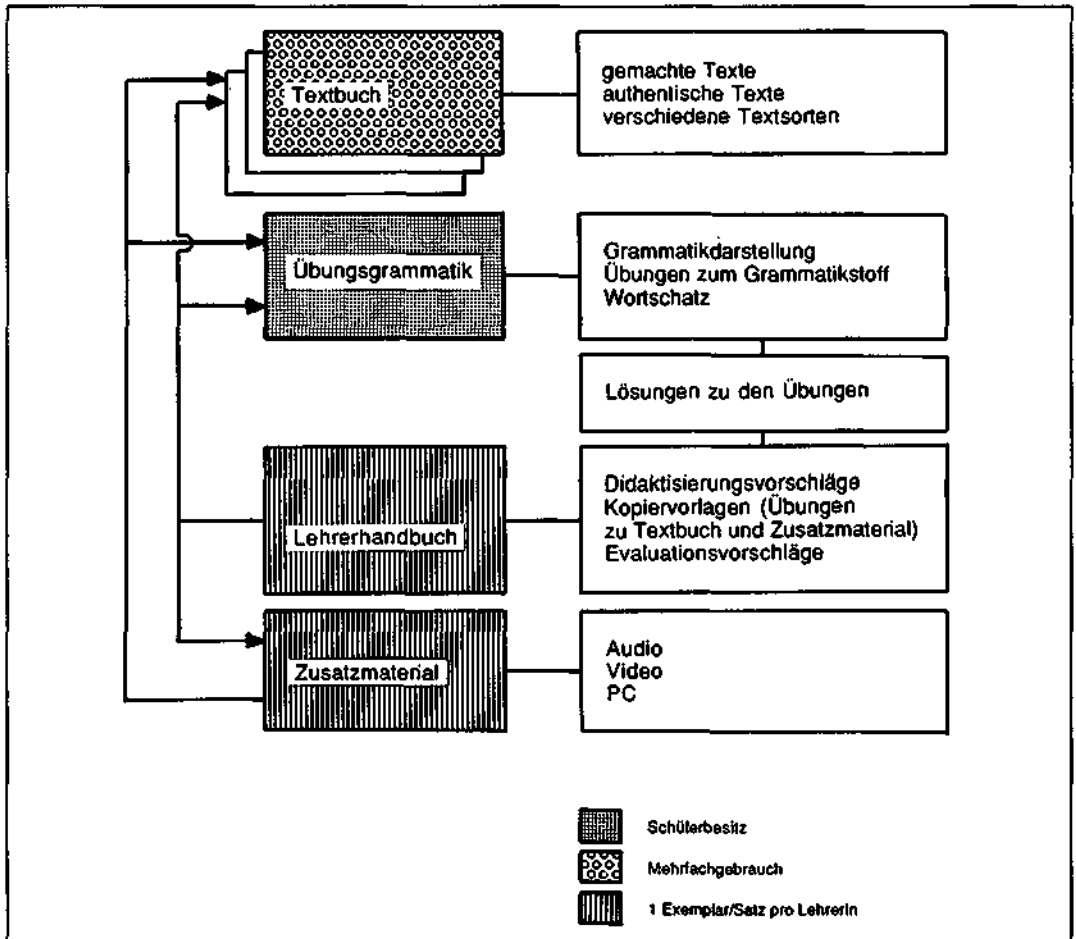 Textbuch
gemachte Texte
authentische Texte
verschiedene Textsorten
Übungsgrammatik
Grammatikdarstellung
Übungen zum Grammatikstoff
Wortschatz
Lösungen zu den Übungen
Lehrerhandbuch
Didaktisierungsvorschläge
Kopiervorlagen (Übungen
zu Textbuch und Zusatzmaterial)
Evaluationsvorschläge
Zusatzmaterial
Audio
Video
PC
Schülerbesitz
Mehrfachgebrauch
1 Exemplar/Satz pro LehrerIn